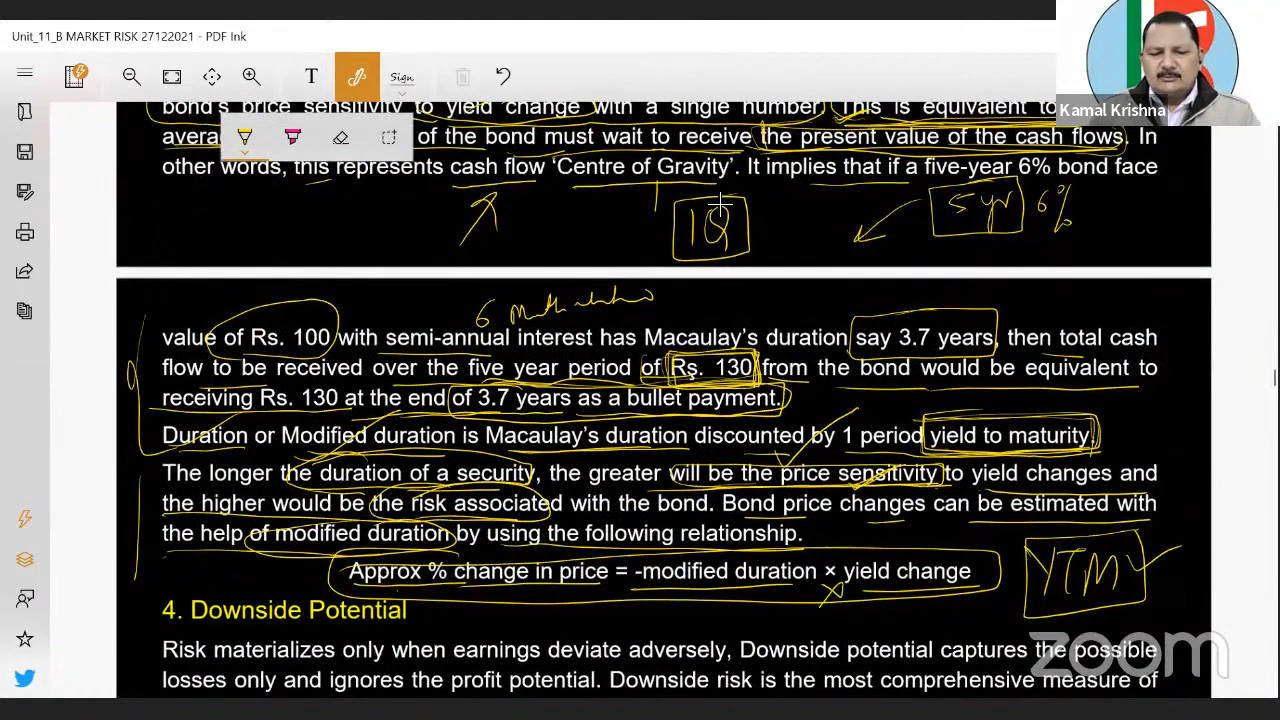 Unit_11_B MARKET RISK 27122021 - PDF Ink
T
Sign
Kamal Krishna
bond's price sensitivity to yield change with a single number. This is equivalent to
averag of the bond must wait to receive the present value of the cash flows. In
other words, this represents cash flow 'Centre of Gravity'. It implies that if a five-year 6% bond face
5 yr 6%
6 Month
value of Rs. 100 with semi-annual interest has Macaulay's duration say 3.7 years, then total cash
flow to be received over the five year period of Rs. 130 from the bond would be equivalent to
receiving Rs. 130 at the end of 3.7 years as a bullet payment.
Duration or Modified duration is Macaulay's duration discounted by 1 period yield to maturity.
The longer the duration of a security, the greater will be the price sensitivity to yield changes and
the higher would be the risk associated with the bond. Bond price changes can be estimated with
the help of modified duration by using the following relationship.
Approx % change in price = -modified duration × yield change
YTM
4. Downside Potential
Risk materializes only when earnings deviate adversely, Downside potential captures the possible
losses only and ignores the profit potential. Downside risk is the most comprehensive measure of
zoom